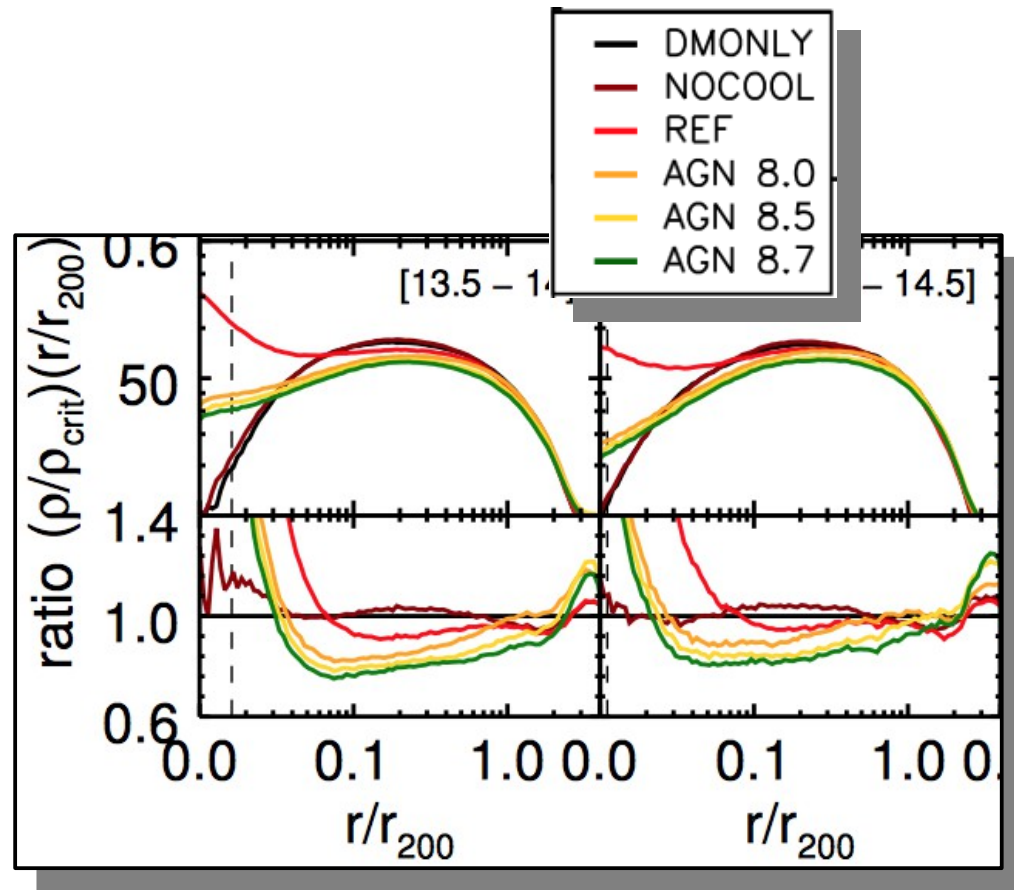 DMONLY
NOCOOL
REF
AGN 8.0
AGN 8.5
AGN 8.7
0.6
[13.5 – 14
– 14.5]
(ρ/ρcrit)(r/r200)
50
ratio
1.4
1.0
0.6
0.0 0.1 1.0 0.0 0.1 1.0 0.
r/r200 r/r200